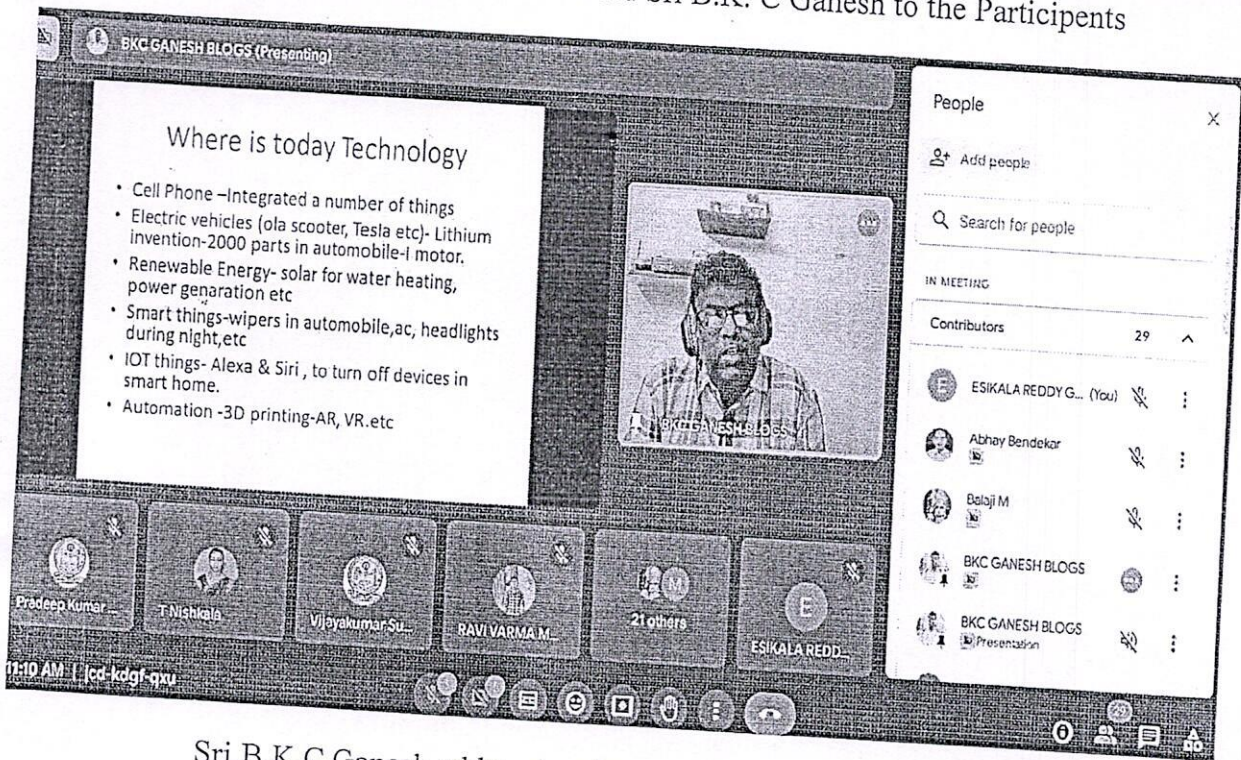 Sri B.K. C Ganesh to the Participents
BKC GANESH BLOGS (Presenting)
Where is today Technology
• Cell Phone –Integrated a number of things
• Electric vehicles (ola scooter, Tesla etc)- Lithium
invention-2000 parts in automobile-i motor.
• Renewable Energy- solar for water heating,
power genaration etc
• Smart things-wipers in automobile,ac, headlights
during night,etc
• IOT things- Alexa & Siri , to turn off devices in
smart home.
• Automation -3D printing-AR, VR.etc
BKC GANESH BLOGS
People
Add people
Search for people
IN MEETING
Contributors 29
E ESIKALA REDDY G... (You)
Abhay Bendekar
Balaji M
BKC GANESH BLOGS
BKC GANESH BLOGS
Presentation
Pradeep Kumar ...
T Nishkala
Vijayakumar Su...
RAVI VARMA M...
M
21 others
E
ESIKALA REDD...
11:10 AM | jcd-kdgf-qxu
Sri B.K.C Ganesh